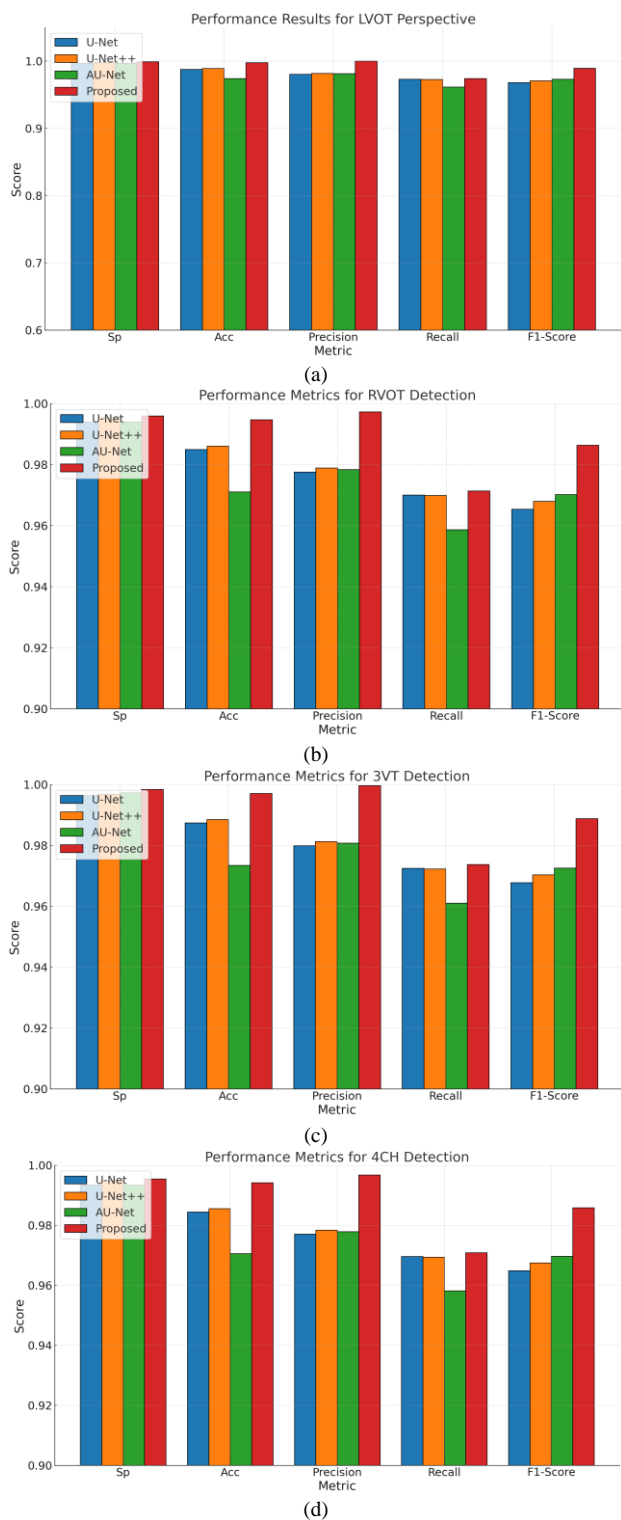 Performance Results for LVOT Perspective
U-Net
U-Net++
AU-Net
Proposed
1.0
0.9
0.8
0.7
0.6
Score
Sp
Acc
Precision
Recall
F1-Score
Metric
(a)
Performance Metrics for RVOT Detection
U-Net
U-Net++
AU-Net
Proposed
1.00
0.98
0.96
0.94
0.92
0.90
Score
Sp
Acc
Precision
Recall
F1-Score
Metric
(b)
Performance Metrics for 3VT Detection
U-Net
U-Net++
AU-Net
Proposed
1.00
0.98
0.96
0.94
0.92
0.90
Score
Sp
Acc
Precision
Recall
F1-Score
Metric
(c)
Performance Metrics for 4CH Detection
U-Net
U-Net++
AU-Net
Proposed
1.00
0.98
0.96
0.94
0.92
0.90
Score
Sp
Acc
Precision
Recall
F1-Score
Metric
(d)